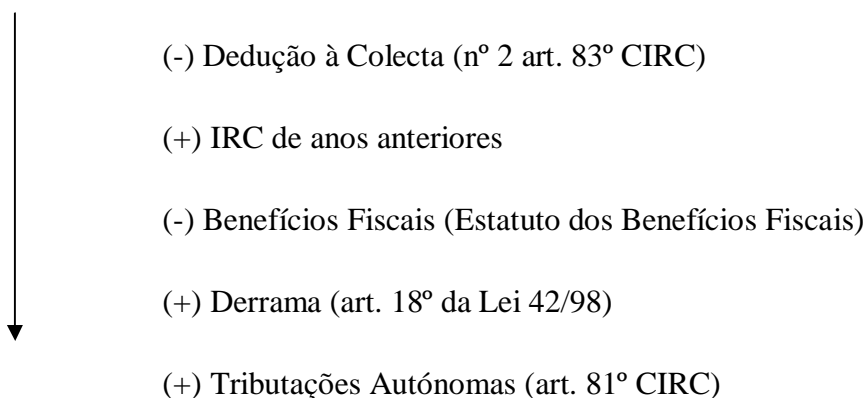 (-) Dedução à Colecta (nº 2 art. 83º CIRC)
(+) IRC de anos anteriores
(-) Benefícios Fiscais (Estatuto dos Benefícios Fiscais)
(+) Derrama (art. 18º da Lei 42/98)
(+) Tributações Autónomas (art. 81º CIRC)